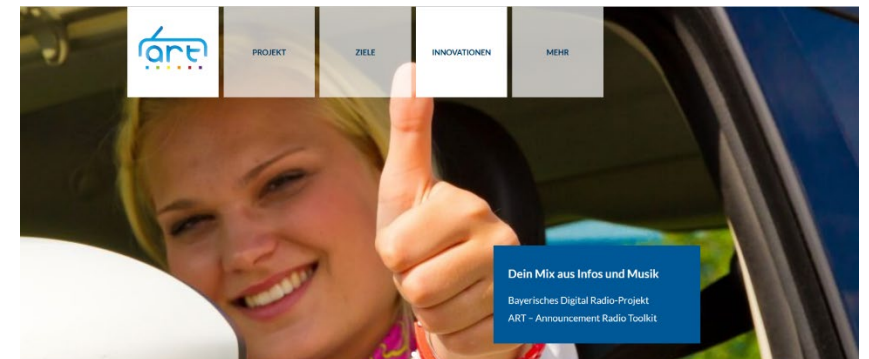 art
PROJEKT
ZIELE
INNOVATIONEN
MEHR
Dein Mix aus Infos und Musik
Bayerisches Digital Radio-Projekt
ART – Announcement Radio Toolkit